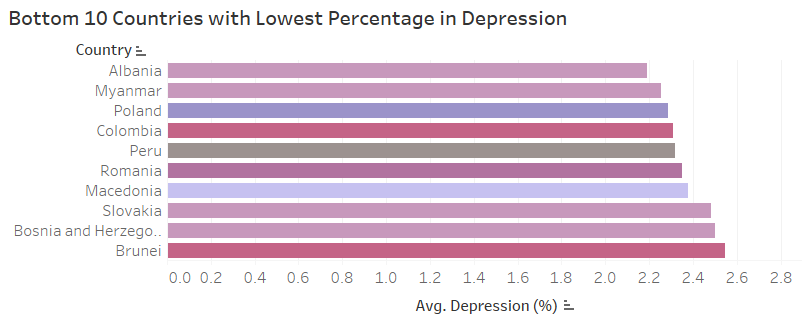 Bottom 10 Countries with Lowest Percentage in Depression
Country
Albania
Myanmar
Poland
Colombia
Peru
Romania
Macedonia
Slovakia
Bosnia and Herzego..
Brunei
0.0 0.2 0.4 0.6 0.8 1.0 1.2 1.4 1.6 1.8 2.0 2.2 2.4 2.6 2.8
Avg. Depression (%)